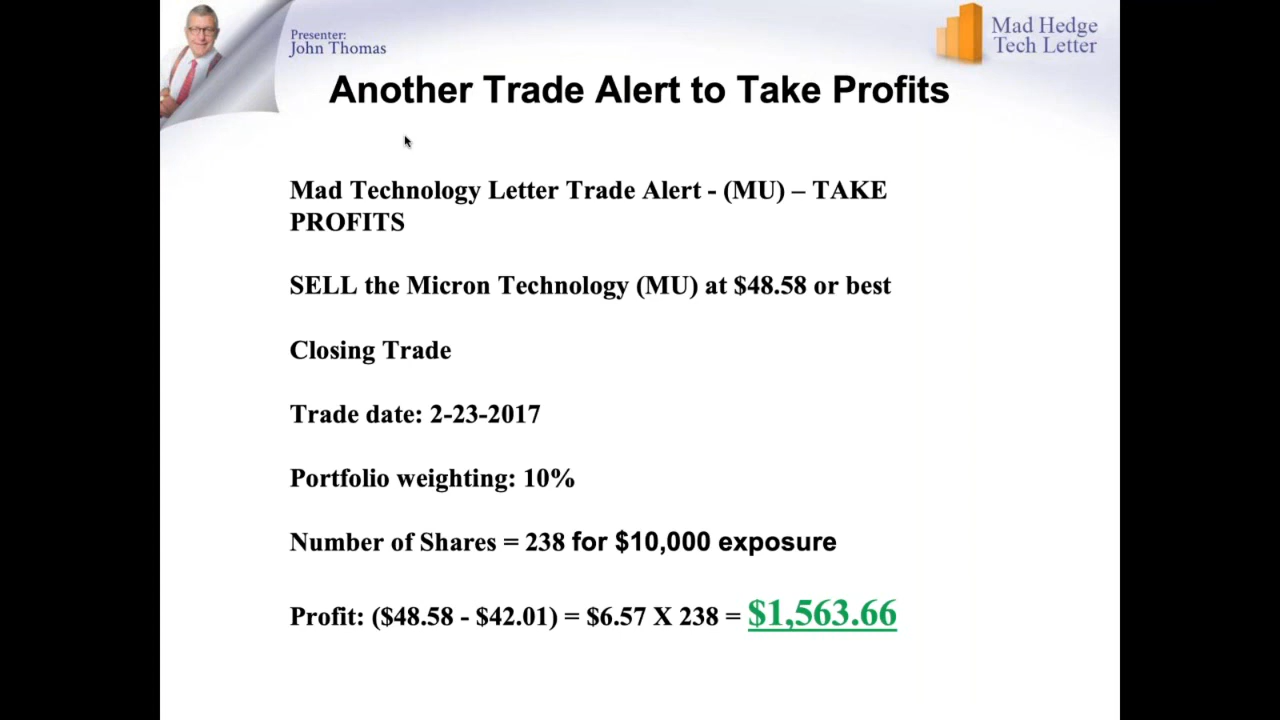 Presenter:
John Thomas
Mad Hedge
Tech Letter
Another Trade Alert to Take Profits
Mad Technology Letter Trade Alert - (MU) – TAKE
PROFITS
SELL the Micron Technology (MU) at $48.58 or best
Closing Trade
Trade date: 2-23-2017
Portfolio weighting: 10%
Number of Shares = 238 for $10,000 exposure
Profit: ($48.58 - $42.01) = $6.57 X 238 = $1,563.66